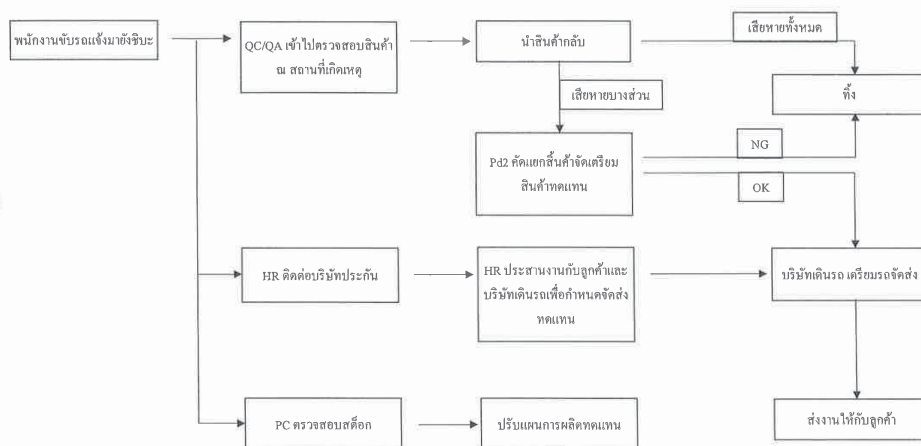 พนักงานขับรถแจ้งมายังชิบะ
QC/QA เข้าไปตรวจสอบสินค้า
ณ สถานที่เกิดเหตุ
นำสินค้ากลับ
เสียหายทั้งหมด
ทิ้ง
เสียหายบางส่วน
Pd2 คัดแยกสิ้นค้าจัดเตรียม
สินค้าทดแทน
NG
OK
HR ติดต่อบริษัทประกัน
HR ประสานงานกับลูกค้าและ
บริษัทเดินรถเพื่อกำหนดจัดส่ง
ทดแทน
บริษัทเดินรถ เตรียมรถจัดส่ง
PC ตรวจสอบสต็อก
ปรับแผนการผลิตทดแทน
ส่งงานให้กับลูกค้า